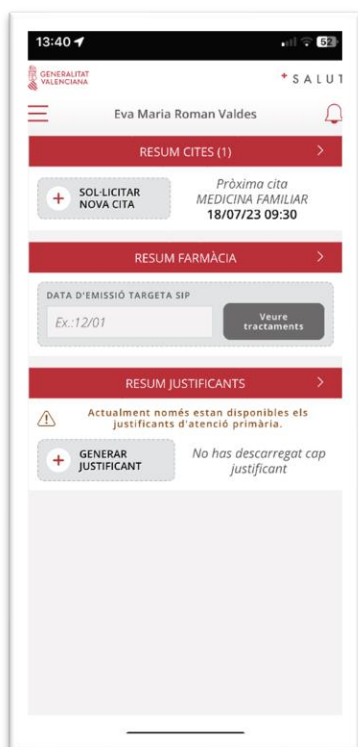 13:40
52
GENERALITAT
VALENCIANA
+ SALUT
Eva Maria Roman Valdes
RESUM CITES (1)
SOL·LICITAR
NOVA CITA
Pròxima cita
MEDICINA FAMILIAR
18/07/23 09:30
RESUM FARMÀCIA
DATA D'EMISSIÓ TARGETA SIP
Ex.:12/01
Veure
tractaments
RESUM JUSTIFICANTS
Actualment només estan disponibles els
justificants d'atenció primària.
GENERAR
JUSTIFICANT
No has descarregat cap
justificant